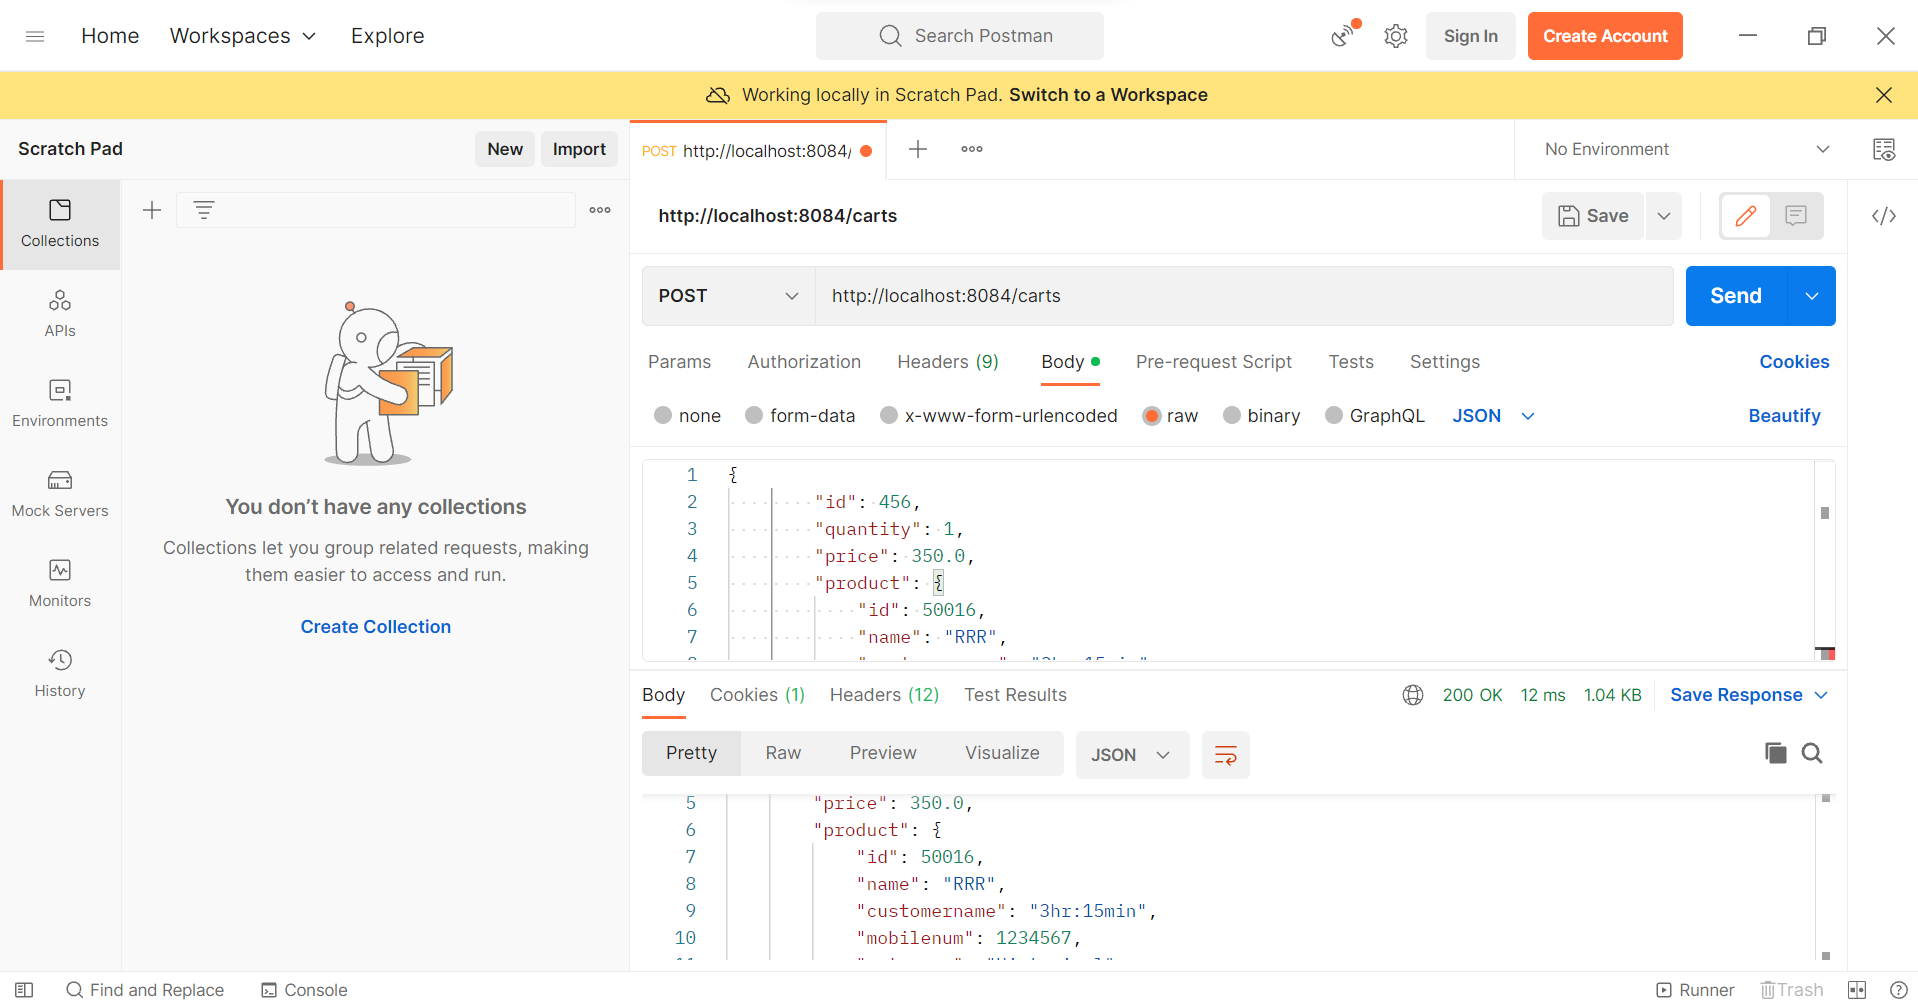 Home Workspaces Explore Search Postman Sign In Create Account
Working locally in Scratch Pad. Switch to a Workspace
Scratch Pad New Import
POST http://localhost:8084/
No Environment
Collections
APIs
Environments
Mock Servers
Monitors
History
You don’t have any collections
Collections let you group related requests, making
them easier to access and run.
Create Collection
http://localhost:8084/carts
Save
POST http://localhost:8084/carts Send
Params Authorization Headers (9) Body Pre-request Script Tests Settings Cookies
none form-data x-www-form-urlencoded raw binary GraphQL JSON Beautify
1 {
2 "id": 456,
3 "quantity": 1,
4 "price": 350.0,
5 "product": {
6 "id": 50016,
7 "name": "RRR",
Body Cookies (1) Headers (12) Test Results 200 OK 12 ms 1.04 KB Save Response
Pretty Raw Preview Visualize JSON
5 "price": 350.0,
6 "product": {
7 "id": 50016,
8 "name": "RRR",
9 "customername": "3hr:15min",
10 "mobilenum": 1234567,
Find and Replace Console Runner Trash